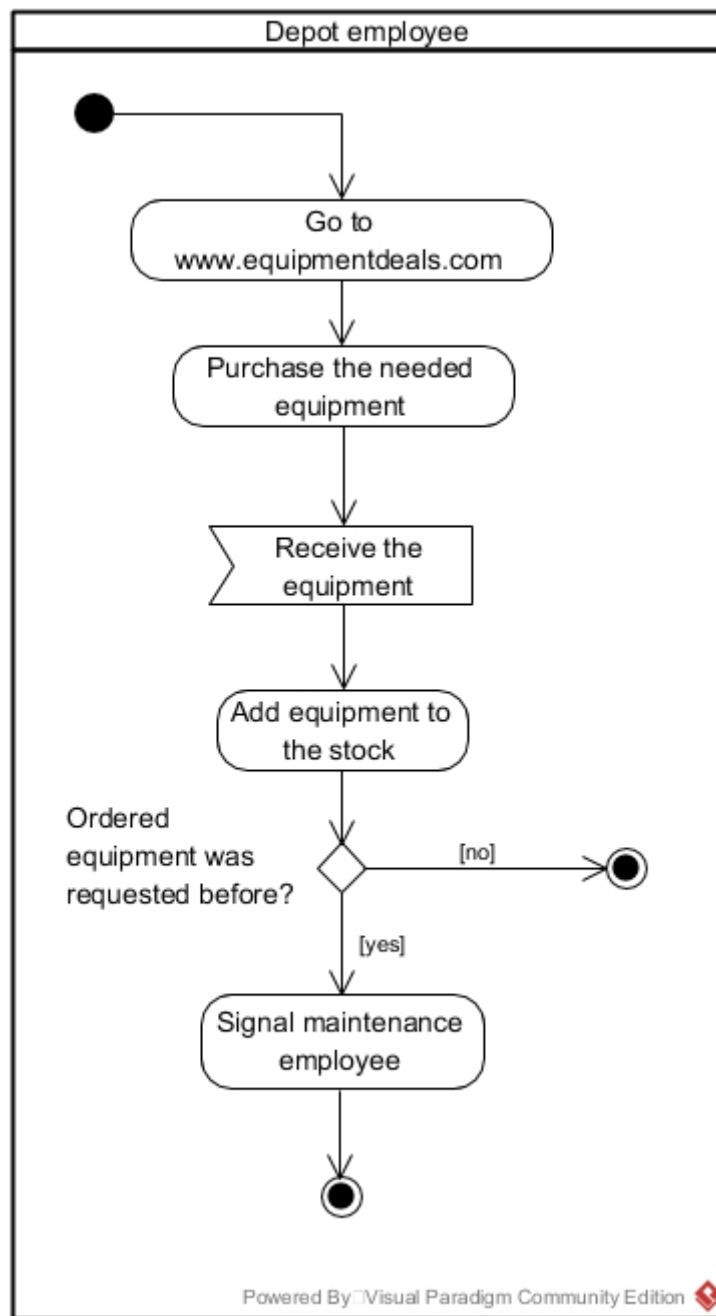 Depot employee
Go to
www.equipmentdeals.com
Purchase the needed
equipment
Receive the
equipment
Add equipment to
the stock
Ordered
equipment was
requested before?
[no]
[yes]
Signal maintenance
employee
Powered By Visual Paradigm Community Edition